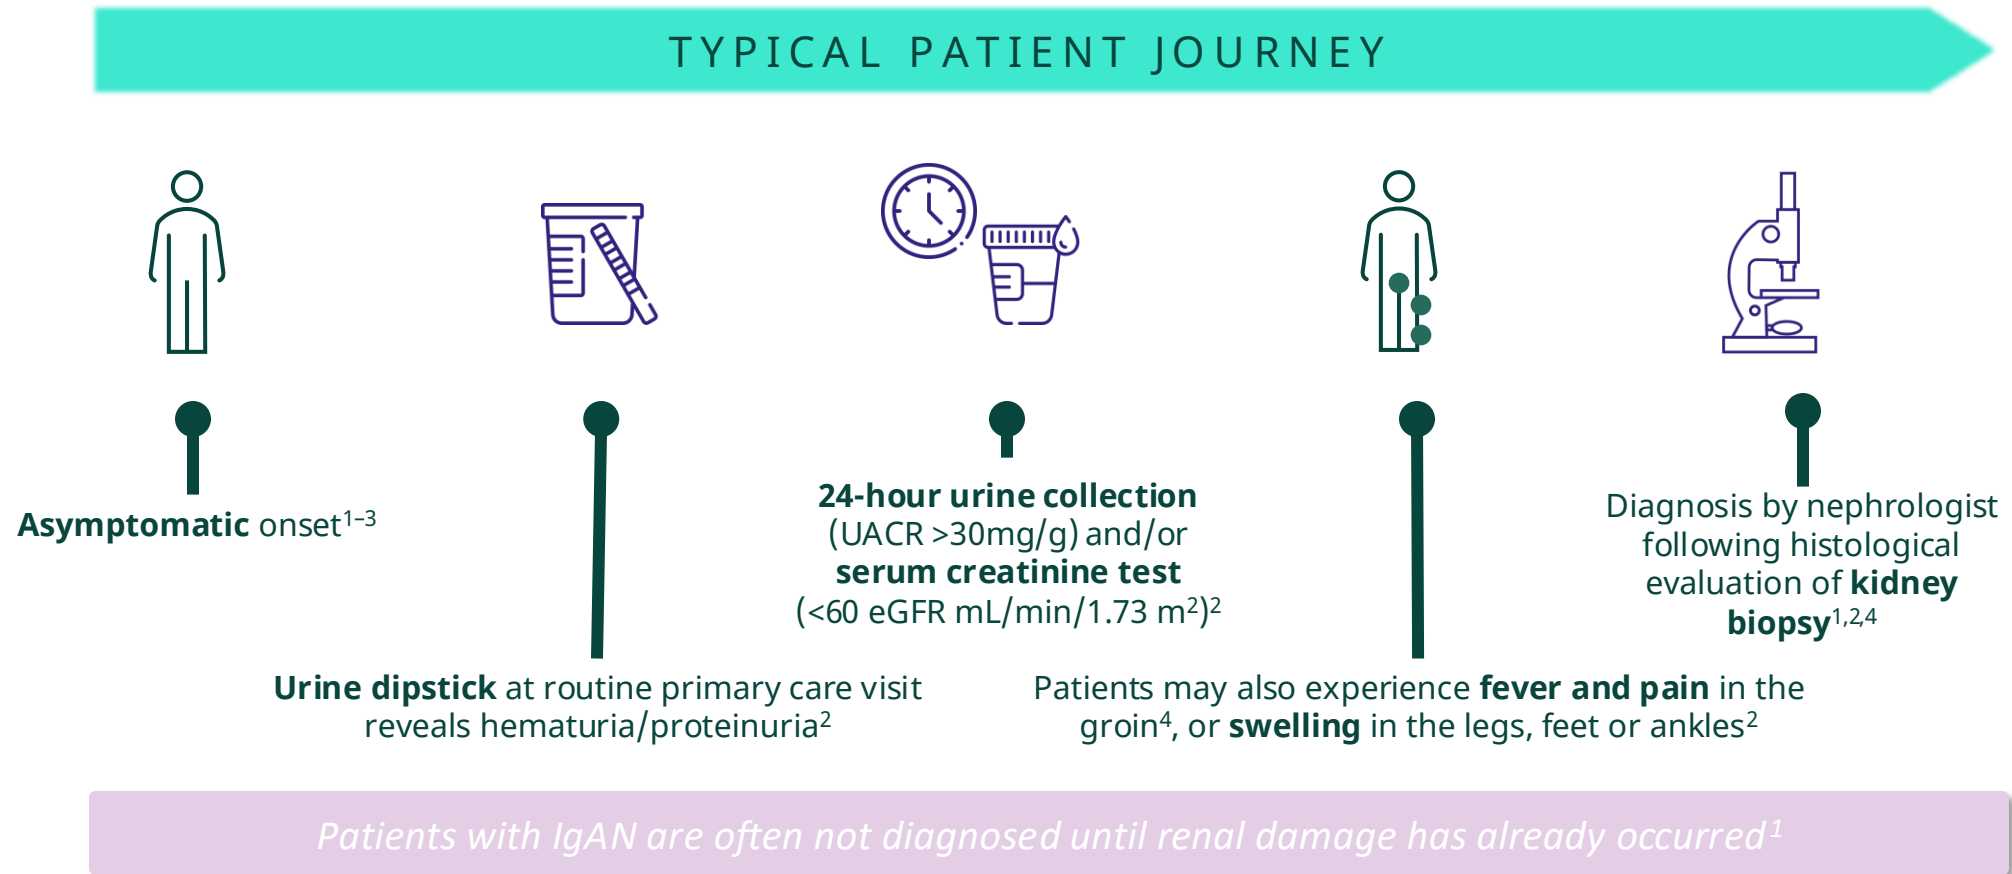 TYPICAL PATIENT JOURNEY
Asymptomatic onset¹⁻³
Urine dipstick at routine primary care visit
reveals hematuria/proteinuria²
24-hour urine collection
(UACR >30mg/g) and/or
serum creatinine test
(<60 eGFR mL/min/1.73 m²)²
Patients may also experience fever and pain in the
groin⁴, or swelling in the legs, feet or ankles²
Diagnosis by nephrologist
following histological
evaluation of kidney
biopsy¹,²,⁴
Patients with IgAN are often not diagnosed until renal damage has already occurred¹